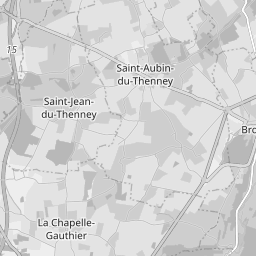 15
Saint-Aubin-
du-Thenney
Saint-Jean-
du-Thenney
Bro
La Chapelle-
Gauthier